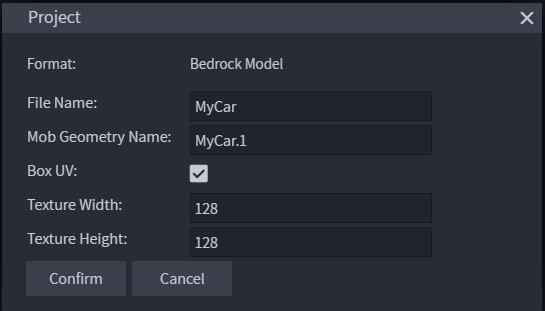 Project
Format: Bedrock Model
File Name: MyCar
Mob Geometry Name: MyCar.1
Box UV:
Texture Width: 128
Texture Height: 128
Confirm Cancel